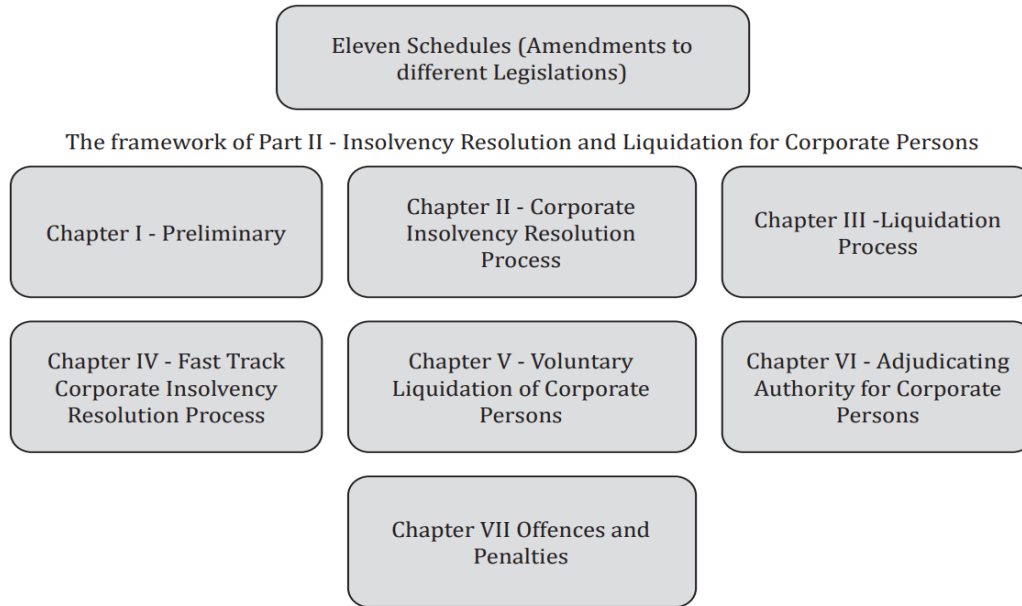 Eleven Schedules (Amendments to
different Legislations)
The framework of Part II - Insolvency Resolution and Liquidation for Corporate Persons
Chapter I - Preliminary
Chapter II - Corporate
Insolvency Resolution
Process
Chapter III -Liquidation
Process
Chapter IV - Fast Track
Corporate Insolvency
Resolution Process
Chapter V - Voluntary
Liquidation of Corporate
Persons
Chapter VI - Adjudicating
Authority for Corporate
Persons
Chapter VII Offences and
Penalties